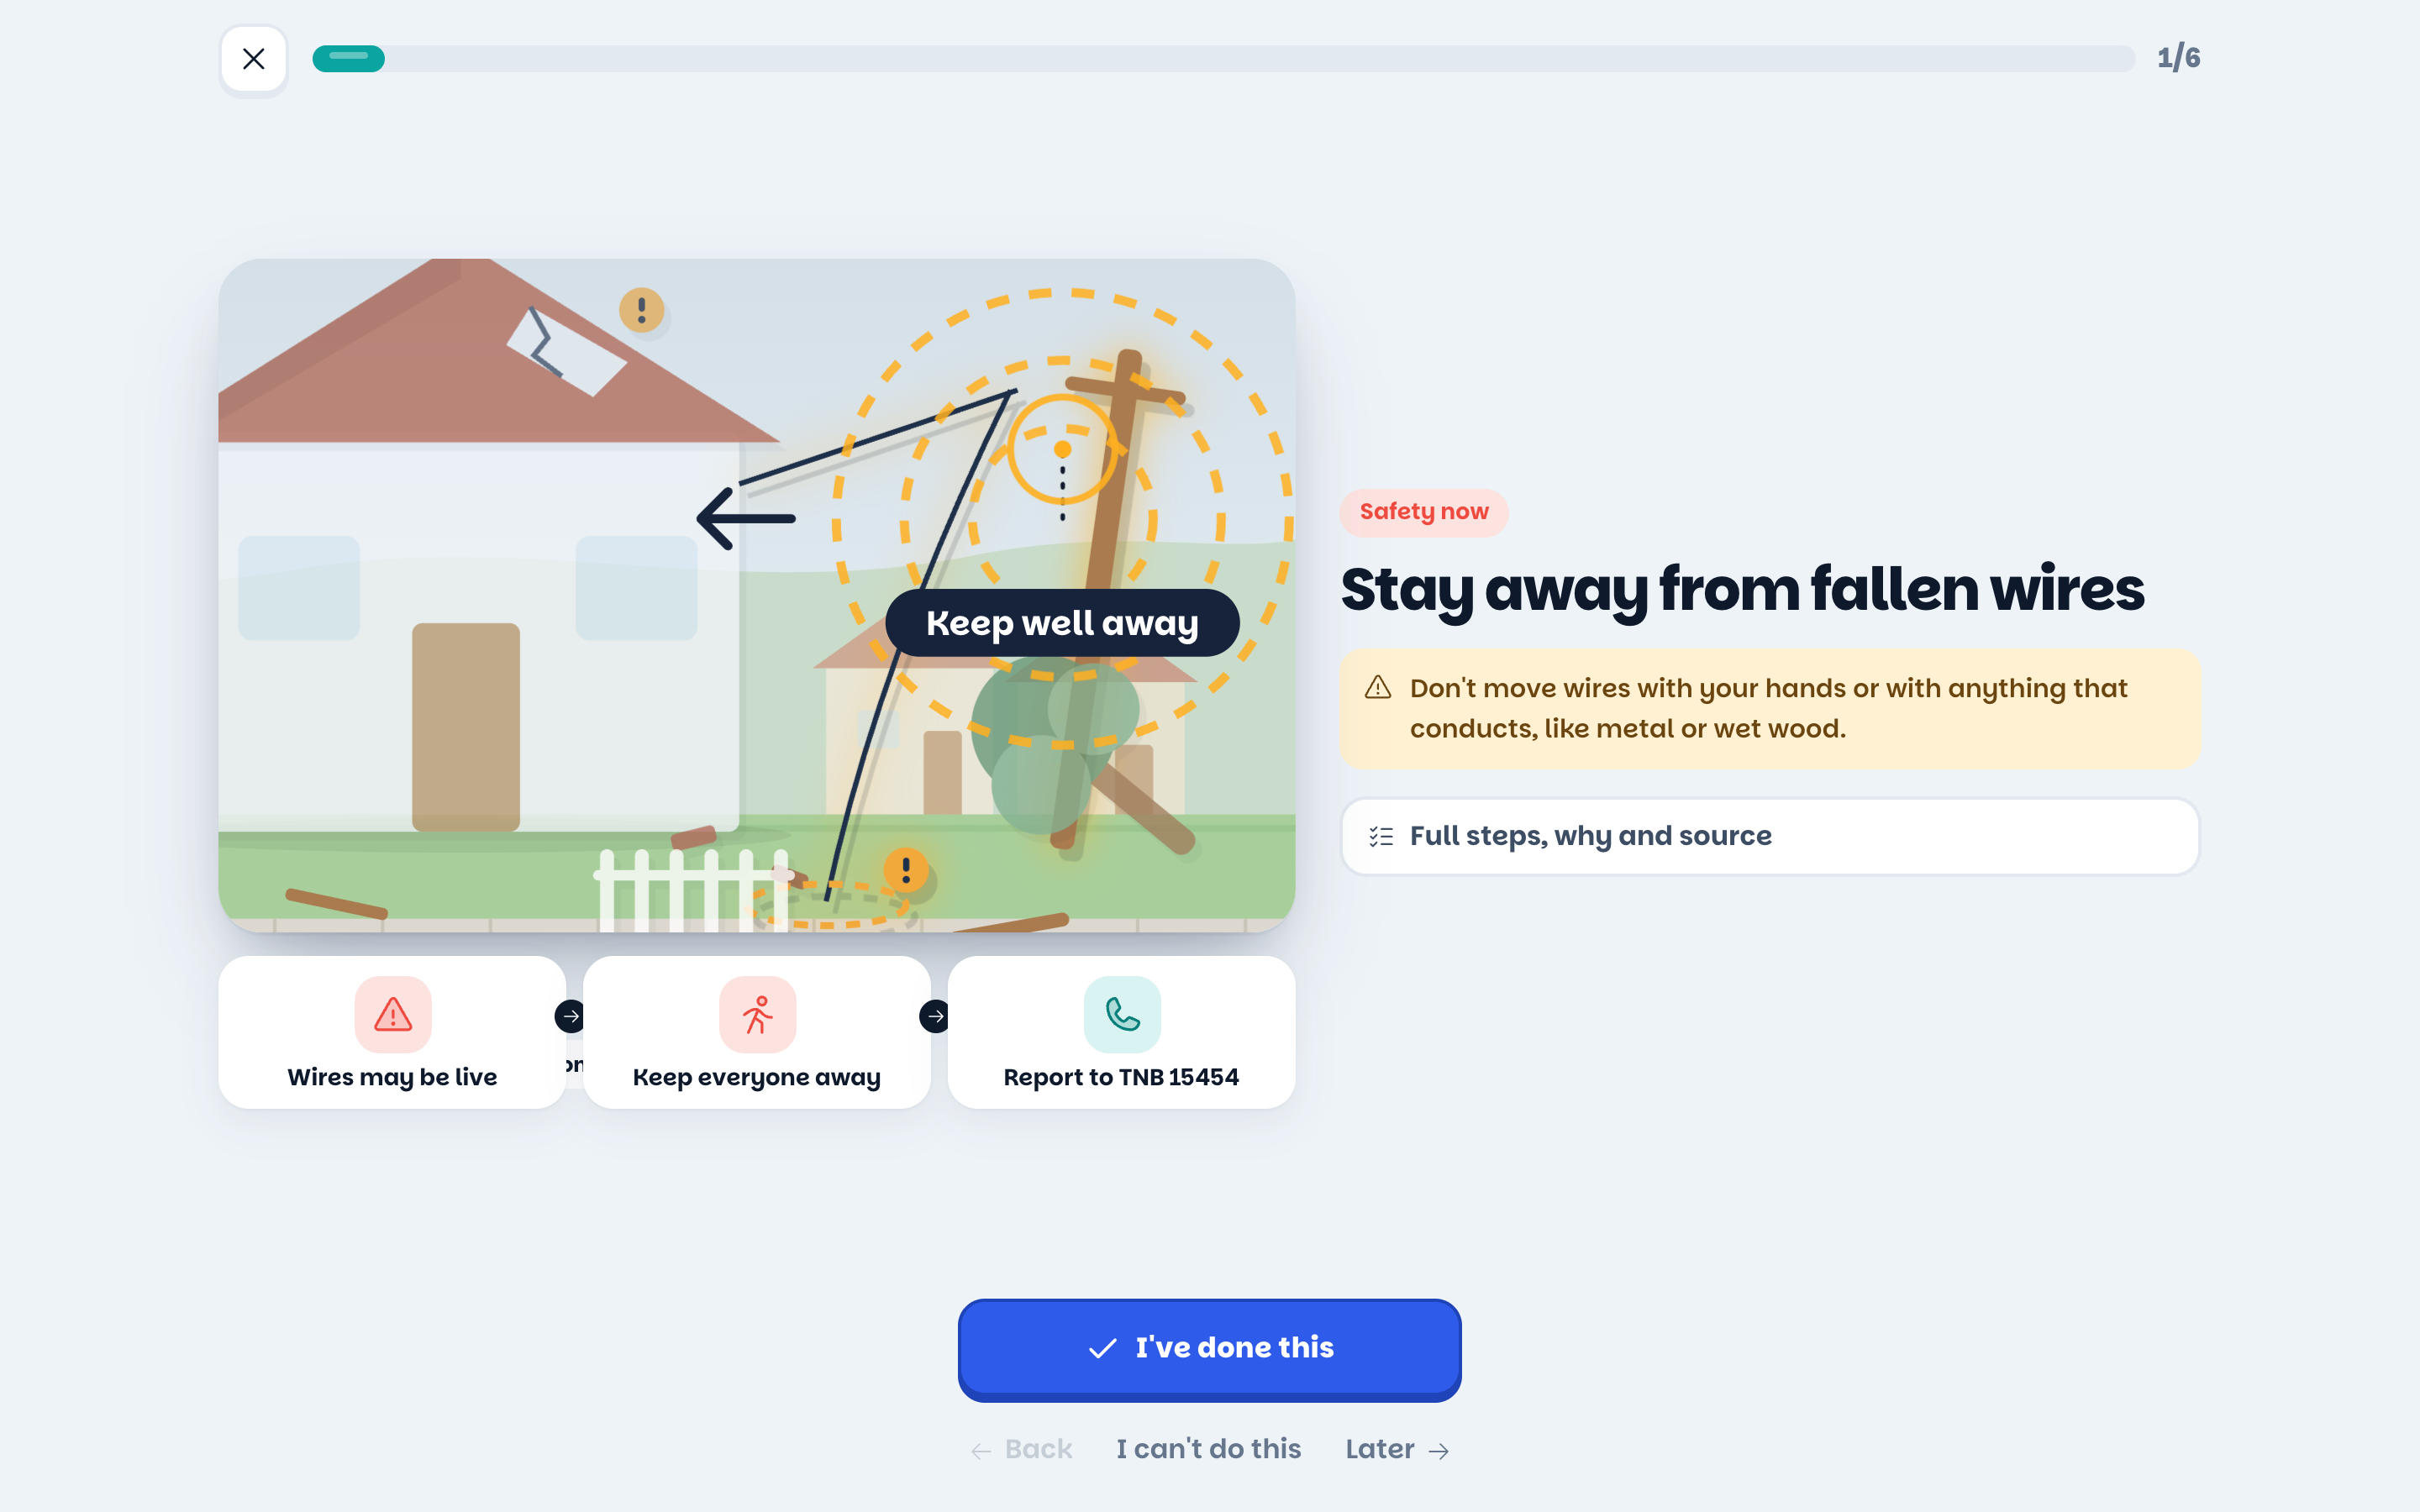 1/6
Keep well away
Wires may be live
Keep everyone away
Report to TNB 15454
Safety now
Stay away from fallen wires
Don't move wires with your hands or with anything that
conducts, like metal or wet wood.
Full steps, why and source
I've done this
Back
I can't do this
Later